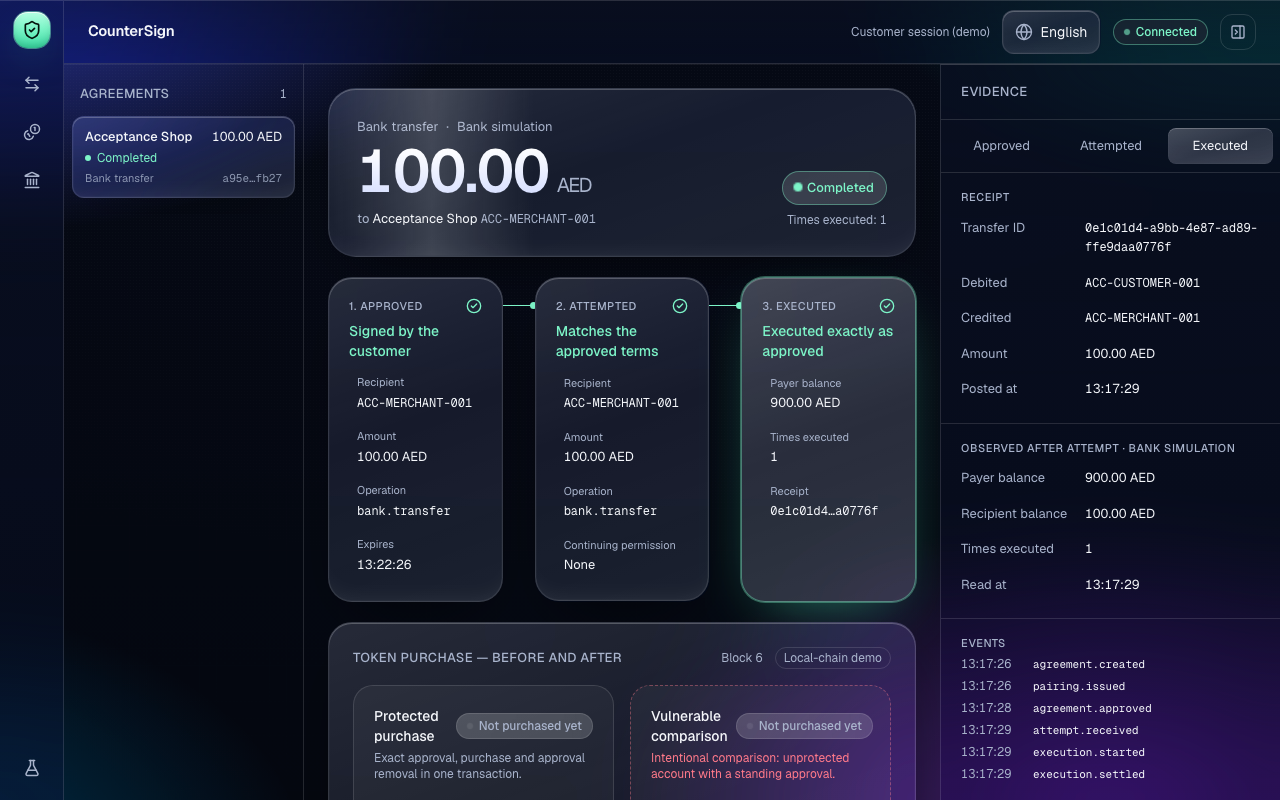 CounterSign
Customer session (demo)
English
Connected
AGREEMENTS 1
Acceptance Shop 100.00 AED
Completed
Bank transfer a95e…fb27
Bank transfer · Bank simulation
100.00 AED
Completed
to Acceptance Shop ACC-MERCHANT-001
Times executed: 1
1. APPROVED
Signed by the
customer
Recipient
ACC-MERCHANT-001
Amount
100.00 AED
Operation
bank.transfer
Expires
13:22:26
2. ATTEMPTED
Matches the
approved terms
Recipient
ACC-MERCHANT-001
Amount
100.00 AED
Operation
bank.transfer
Continuing permission
None
3. EXECUTED
Executed exactly as
approved
Payer balance
900.00 AED
Times executed
1
Receipt
0e1c01d4…a0776f
TOKEN PURCHASE — BEFORE AND AFTER
Block 6
Local-chain demo
Protected
purchase
Not purchased yet
Exact approval, purchase and approval
removal in one transaction.
Vulnerable
comparison
Not purchased yet
Intentional comparison: unprotected
account with a standing approval.
EVIDENCE
Approved Attempted Executed
RECEIPT
Transfer ID 0e1c01d4-a9bb-4e87-ad89-
ffe9daa0776f
Debited ACC-CUSTOMER-001
Credited ACC-MERCHANT-001
Amount 100.00 AED
Posted at 13:17:29
OBSERVED AFTER ATTEMPT · BANK SIMULATION
Payer balance 900.00 AED
Recipient balance 100.00 AED
Times executed 1
Read at 13:17:29
EVENTS
13:17:26 agreement.created
13:17:26 pairing.issued
13:17:28 agreement.approved
13:17:29 attempt.received
13:17:29 execution.started
13:17:29 execution.settled